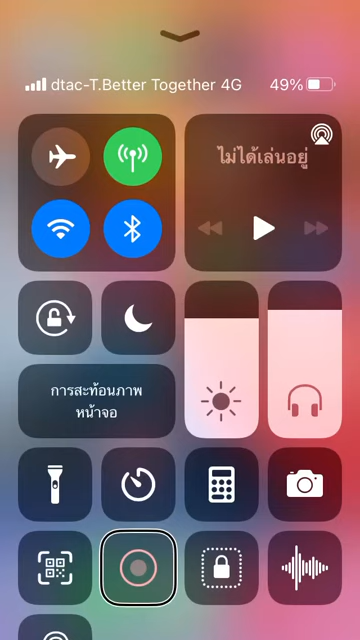 dtac-T.Better Together 4G 49%
ไม่ได้เล่นอยู่
การสะท้อนภาพ
หน้าจอ